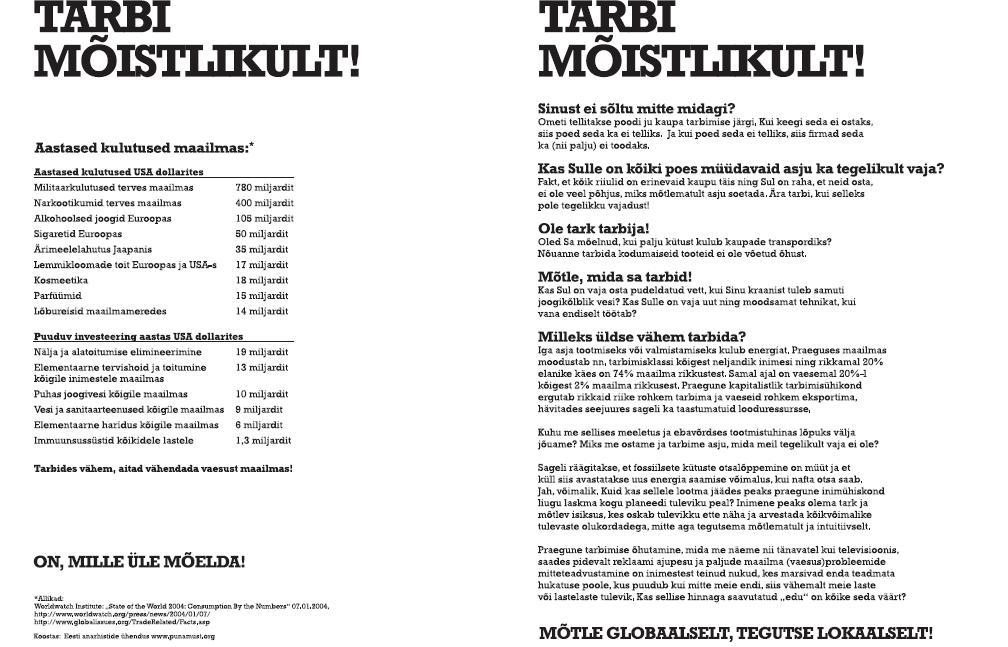 TARBI
MÕISTLIKULT!
Aastased kulutused maailmas:*
Aastased kulutused USA dollarites
Militaarkulutused terves maailmas 780 miljardit
Narkootikumid terves maailmas 400 miljardit
Alkohoolsed joogid Euroopas 105 miljardit
Sigaretid Euroopas 50 miljardit
Ärimeelelahutus Jaapanis 35 miljardit
Lemmikloomade toit Euroopas ja USA-s 17 miljardit
Kosmeetika 18 miljardit
Parfüümid 15 miljardit
Lõbureisid maailmameredes 14 miljardit
Puuduv investeering aastas USA dollarites
Nälja ja alatoitumise elimineerimine 19 miljardit
Elementaarne tervishoid ja toitumine 13 miljardit
kõigile inimestele maailmas
Puhas joogivesi kõigile maailmas 10 miljardit
Vesi ja sanitaarteenused kõigile maailmas 9 miljardit
Elementaarne haridus kõigile maailmas 6 miljardit
Immuunsussüstid kõikidele lastele 1,3 miljardit
Tarbides vähem, aitad vähendada vaesust maailmas!
ON, MILLE ÜLE MÕELDA!
*Allikad:
Worldwatch Institute: „State of the World 2004: Consumption By the Numbers“ 07.01.2004,
http://www.worldwatch.org/press/news/2004/01/07/
http://www.globalissues.org/TradeRelated/Facts.asp
Koostas: Eesti anarhistide ühendus www.punamust.org
TARBI
MÕISTLIKULT!
Sinust ei sõltu mitte midagi?
Ometi tellitakse poodi ju kaupa tarbimise järgi. Kui keegi seda ei ostaks,
siis poed seda ka ei telliks. Ja kui poed seda ei telliks, siis firmad seda
ka (nii palju) ei toodaks.
Kas Sulle on kõiki poes müüdavaid asju ka tegelikult vaja?
Fakt, et kõik riiulid on erinevaid kaupu täis ning Sul on raha, et neid osta,
ei ole veel põhjus, miks mõtlematult asju soetada. Ära tarbi, kui selleks
pole tegelikku vajadust!
Ole tark tarbija!
Oled Sa mõelnud, kui palju kütust kulub kaupade transpordiks?
Nõuanne tarbida kodumaiseid tooteid ei ole võetud õhust.
Mõtle, mida sa tarbid!
Kas Sul on vaja osta pudeldatud vett, kui Sinu kraanist tuleb samuti
joogikõlblik vesi? Kas Sulle on vaja uut ning moodsamat tehnikat, kui
vana endiselt töötab?
Milleks üldse vähem tarbida?
Iga asja tootmiseks või valmistamiseks kulub energiat. Praeguses maailmas
moodustab nn. tarbimisklassi kõigest neljandik inimesi ning rikkamal 20%
elanike käes on 74% maailma rikkustest. Samal ajal on vaesemal 20%-l
kõigest 2% maailma rikkusest. Praegune kapitalistlik tarbimisühikond
ergutab rikkaid riike rohkem tarbima ja vaeseid rohkem eksportima,
hävitades seejuures sageli ka taastumatuid looduressursse.
Kuhu me sellises meeletus ja ebavõrdses tootmistuhinas lõpuks välja
jõuame? Miks me ostame ja tarbime asju, mida meil tegelikult vaja ei ole?
Sageli räägitakse, et fossiilsete kütuste otsalõppemine on müüt ja et
küll siis avastatakse uus energia saamise võimalus, kui nafta otsa saab.
Jah, võimalik. Kuid kas sellele lootma jäädes peaks praegune inimühiskond
liugu laskma kogu planeedi tuleviku peal? Inimene peaks olema tark ja
mõtlev isiksus, kes oskab tulevikku ette näha ja arvestada kõikvõimalike
tulevaste olukordadega, mitte aga tegutsema mõtlematult ja intuitiivselt.
Praegune tarbimise õhutamine, mida me näeme nii tänavatel kui televisioonis,
saades pidevalt reklaami ajupesu ja paljude maailma (vaesus)probleemide
mitteteadvustamine on inimestest teinud nukud, kes marsivad enda teadmata
hukatuse poole, kus puudub kui mitte meie endi, siis vähemalt meie laste
või lastelaste tulevik. Kas sellise hinnaga saavutatud „edu“ on kõike seda väärt?
MÕTLE GLOBAALSELT, TEGUTSE LOKAALSELT!